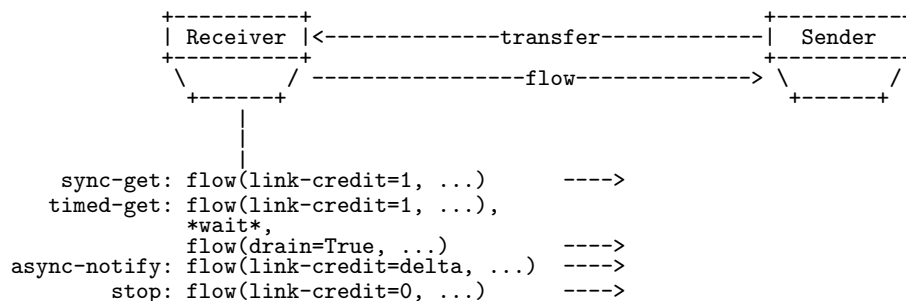 Receiver <--------------transfer-------------- Sender
-----------------flow-------------->
sync-get: flow(link-credit=1, ...) ---->
timed-get: flow(link-credit=1, ...),
*wait*,
flow(drain=True, ...) ---->
async-notify: flow(link-credit=delta, ...) ---->
stop: flow(link-credit=0, ...) ---->